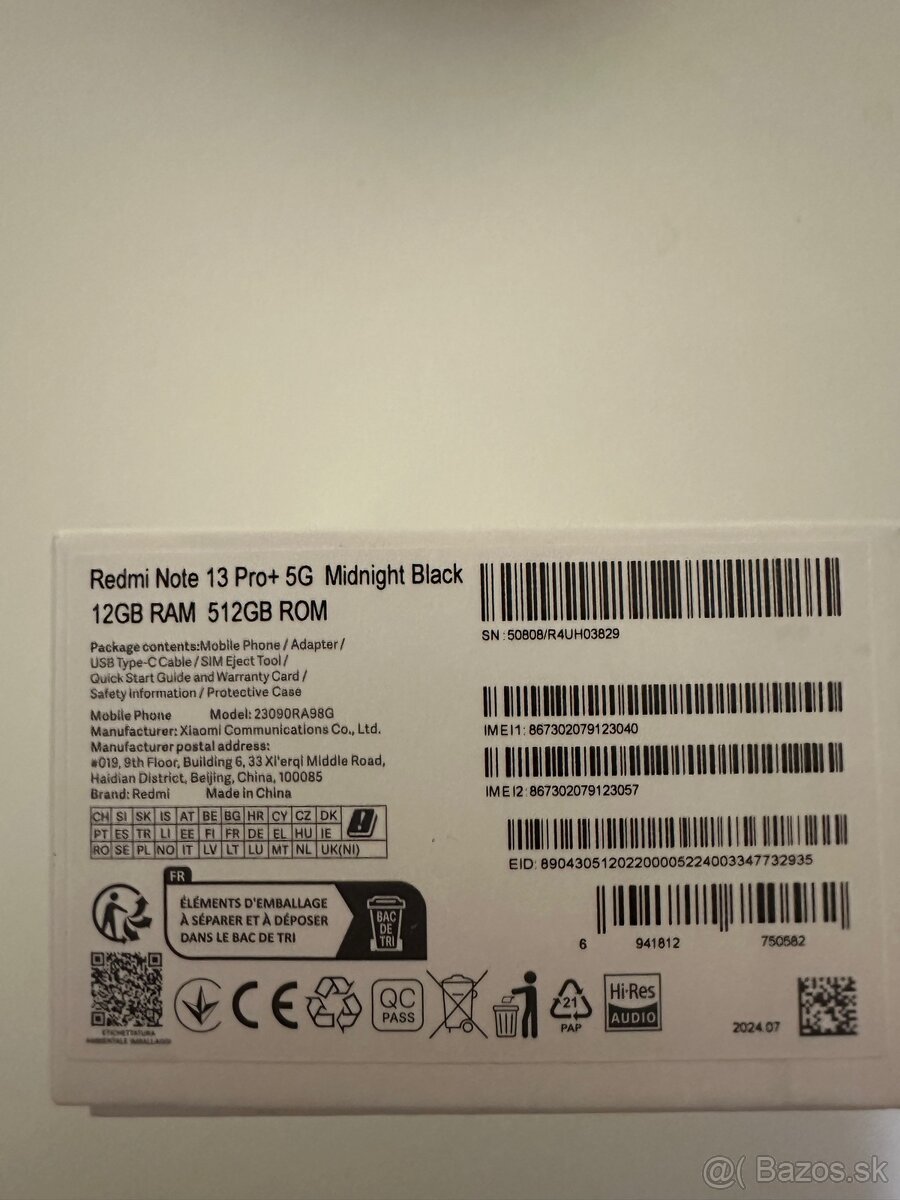 Redmi Note 13 Pro+ 5G Midnight Black
12GB RAM 512GB ROM
Package contents:Mobile Phone / Adapter /
USB Type-C Cable / SIM Eject Tool /
Quick Start Guide and Warranty Card /
Safety Information / Protective Case
Mobile Phone Model: 23090RA98G
Manufacturer: Xiaomi Communications Co., Ltd.
Manufacturer postal address:
#019, 9th Floor, Building 6, 33 Xi'erqi Middle Road,
Haidian District, Beijing, China, 100085
Brand: Redmi Made in China
CH SI SK IS AT BE BG HR CY CZ DK
PT ES TR LI EE FI FR DE EL HU IE
RO SE PL NO IT LV LT LU MT NL UK(NI)
SN :50808/R4UH03829
IMEI1: 867302079123040
IMEI2: 867302079123057
EID: 89043051202200005224003347732935
6 941812 750582
FR
ÉLÉMENTS D'EMBALLAGE
À SÉPARER ET À DÉPOSER
DANS LE BAC DE TRI
BAC
DE
TRI
ETICHETTATURA
AMBIENTALE IMBALLAGGI
CE
QC
PASS
21
PAP
Hi-Res
AUDIO
2024.07
@( Bazos.sk